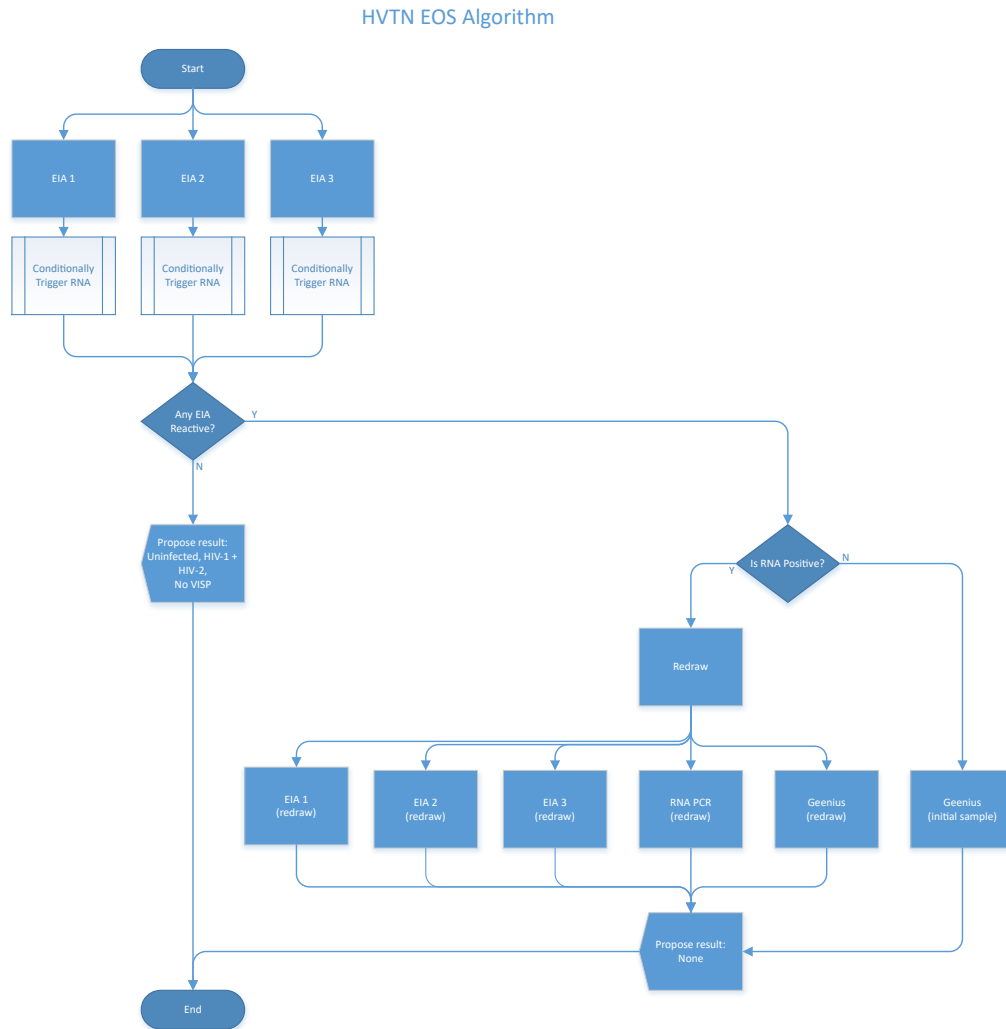 HVTN EOS Algorithm
Start
EIA 1
EIA 2
EIA 3
Conditionally
Trigger RNA
Conditionally
Trigger RNA
Conditionally
Trigger RNA
Any EIA
Reactive?
Y
N
Propose result:
Uninfected, HIV-1 +
HIV-2,
No VISP
Is RNA Positive?
N
Y
Redraw
EIA 1
(redraw)
EIA 2
(redraw)
EIA 3
(redraw)
RNA PCR
(redraw)
Geenius
(redraw)
Geenius
(initial sample)
Propose result:
None
End